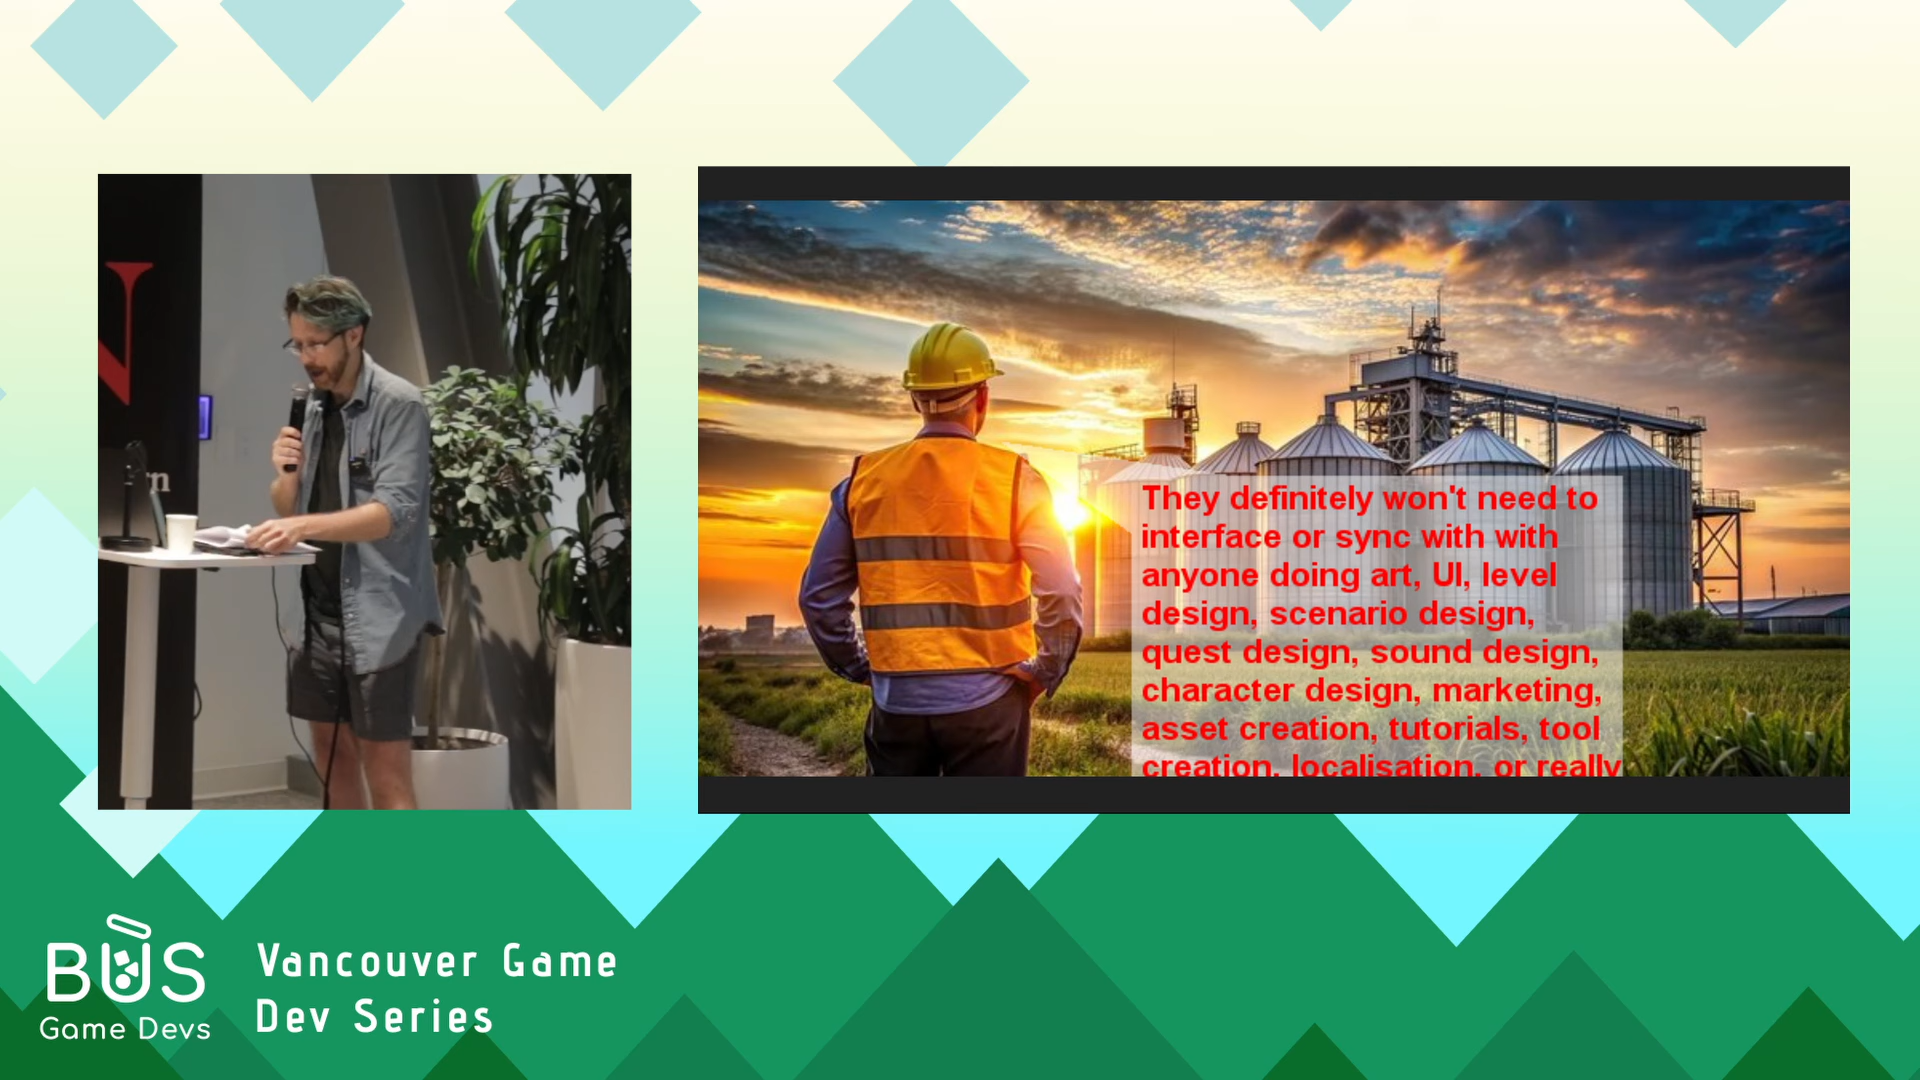 N
n
They definitely won't need to
interface or sync with with
anyone doing art, UI, level
design, scenario design,
quest design, sound design,
character design, marketing,
asset creation, tutorials, tool
creation, localisation, or really
BUS
Game Devs
Vancouver Game
Dev Series